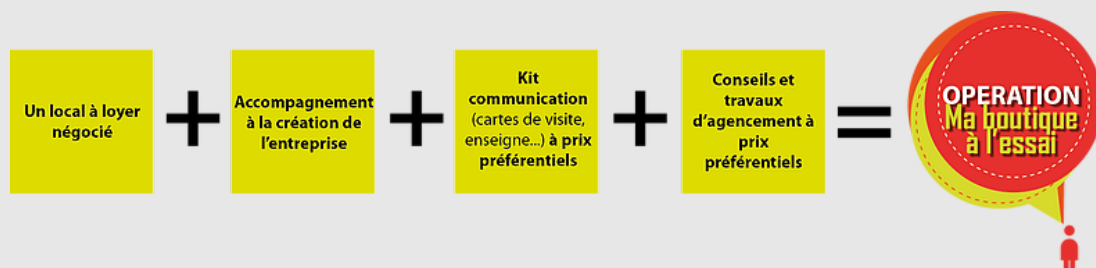 Un local à loyer
négocié
+
Accompagnement
à la création de
l'entreprise
+
Kit
communication
(cartes de visite,
enseigne...) à prix
préférentiels
+
Conseils et
travaux
d'agencement à
prix
préférentiels
=
OPERATION
Ma boutique
à l'essai